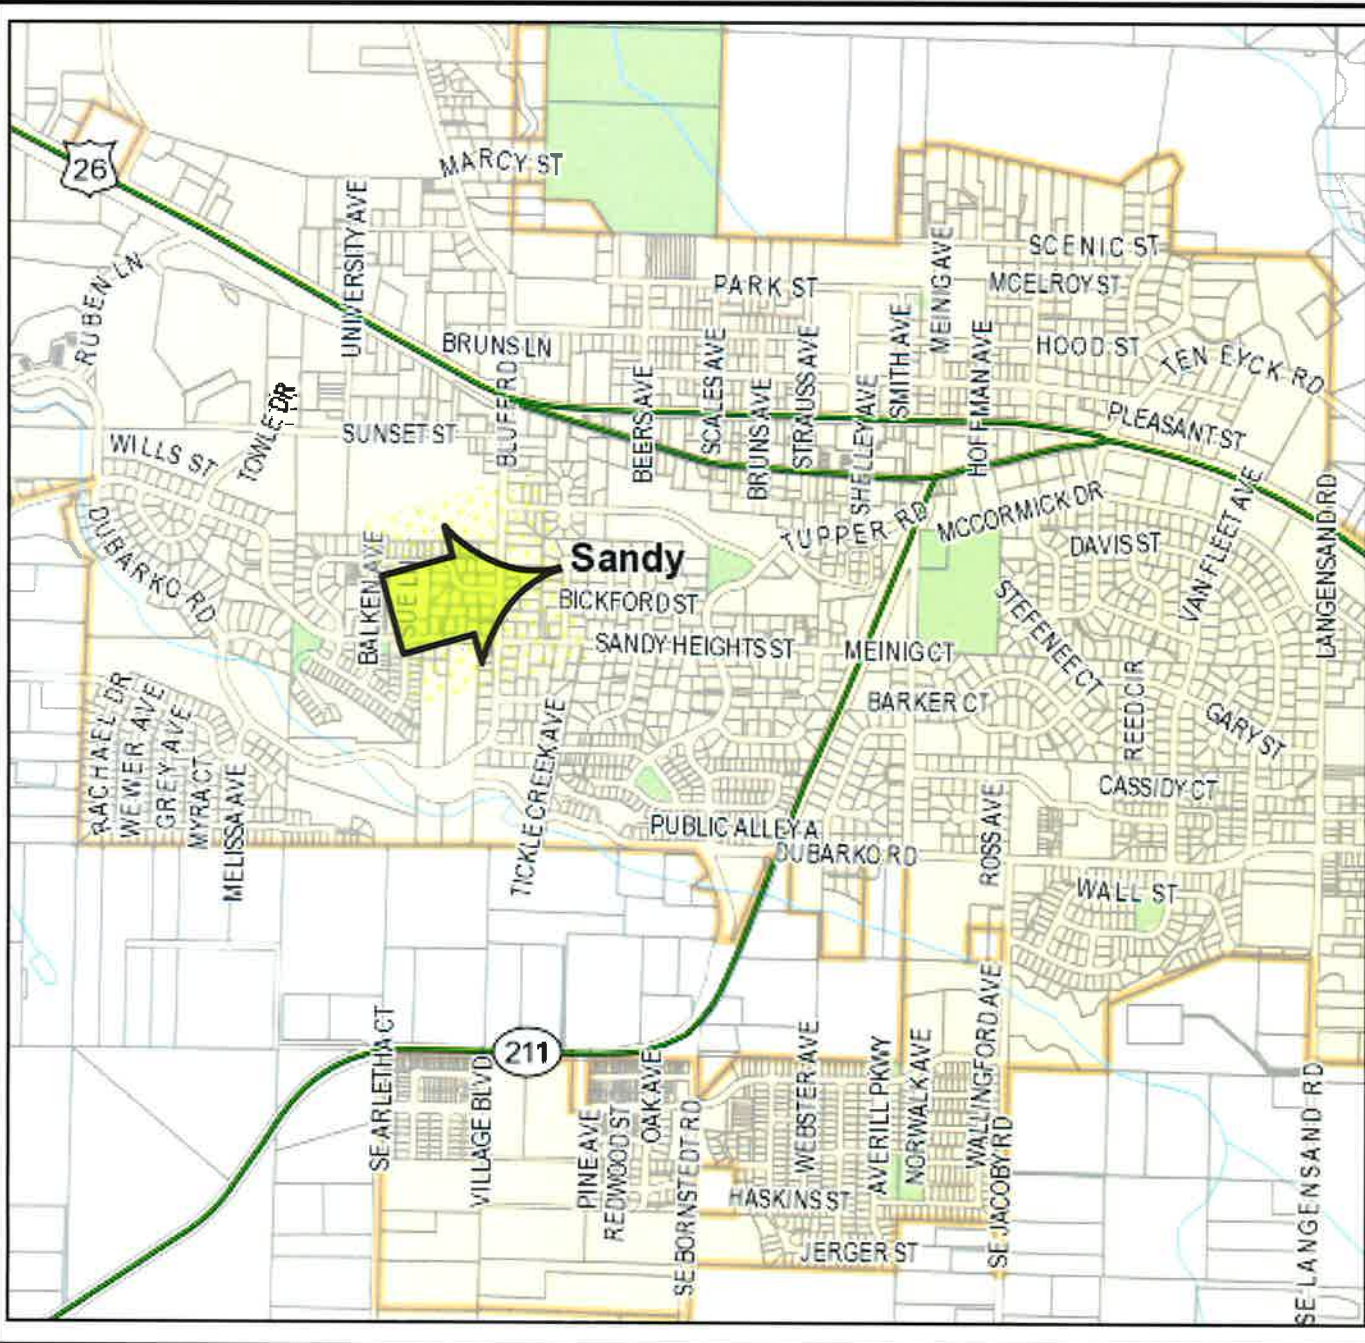 26
MARCY ST
UNIVERSITY AVE
RUBEN LN
MEINIG AVE
SCENIC ST
PARK ST
MCELROY ST
BRUNS LN
SMITH AVE
HOFFMAN AVE
HOOD ST
TEN EYCK RD
BLUFF RD
BEERS AVE
SCALES AVE
BRUNS AVE
STRAUSS AVE
SHELLEY AVE
TOWLE DR
SUNSET ST
PLEASANT ST
WILLS ST
VAN FLEET AVE
LANGENSAND RD
DUBARKO RD
TUPPER RD
MCCORMICK DR
DAVIS ST
BALKEN AVE
Sandy
BICKFORD ST
STEFENEE CT
SANDY HEIGHTS ST
MEINIG CT
BARKER CT
REED CIR
GARY ST
RACHAEL DR
WEWER AVE
GREY AVE
MYRA CT
MELISSA AVE
TICKLE CREEK AVE
CASSIDY CT
PUBLIC ALLEY A
DUBARKO RD
ROSS AVE
WALL ST
SE ARLETHA CT
211
VILLAGE BLVD
PINE AVE
REDWOOD ST
OAK AVE
SE BORNSTEDT RD
WEBSTER AVE
AVERILL PKWY
NORWALK AVE
WALLINGFORD AVE
SE JACOBY RD
SE LANGENSAND RD
HASKINS ST
JERGER ST